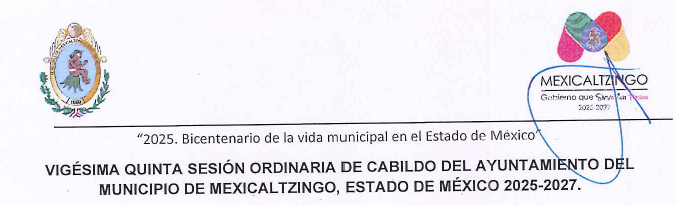 MEXICALTZINGO
Gobierno que
2025-2027
"2025. Bicentenario de la vida municipal en el Estado de México"
VIGÉSIMA QUINTA SESIÓN ORDINARIA DE CABILDO DEL AYUNTAMIENTO DEL
MUNICIPIO DE MEXICALTZINGO, ESTADO DE MÉXICO 2025-2027.